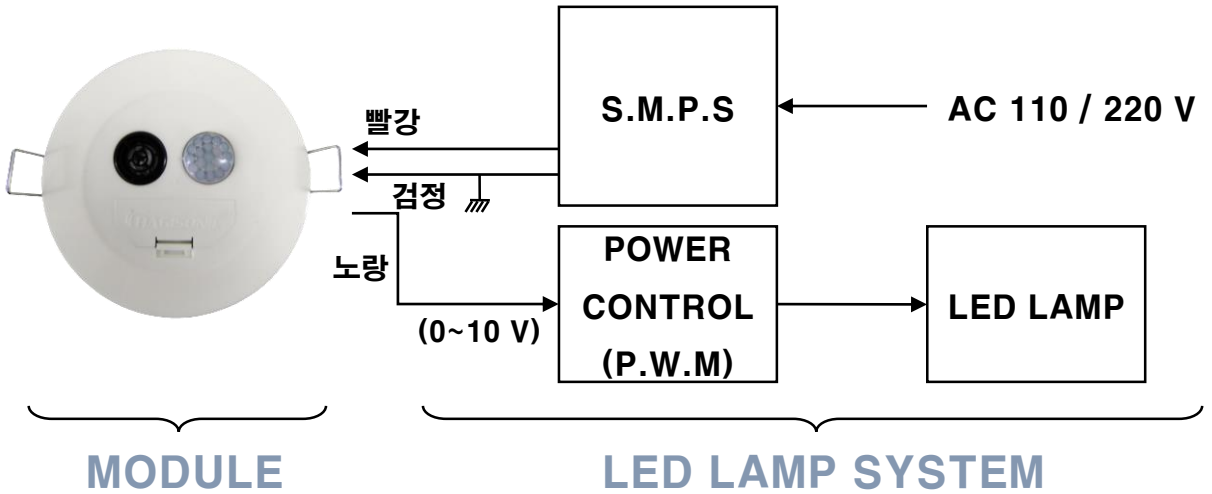 빨강
검정
노랑
(0~10 V)
S.M.P.S
AC 110 / 220 V
POWER
CONTROL
(P.W.M)
LED LAMP
MODULE
LED LAMP SYSTEM